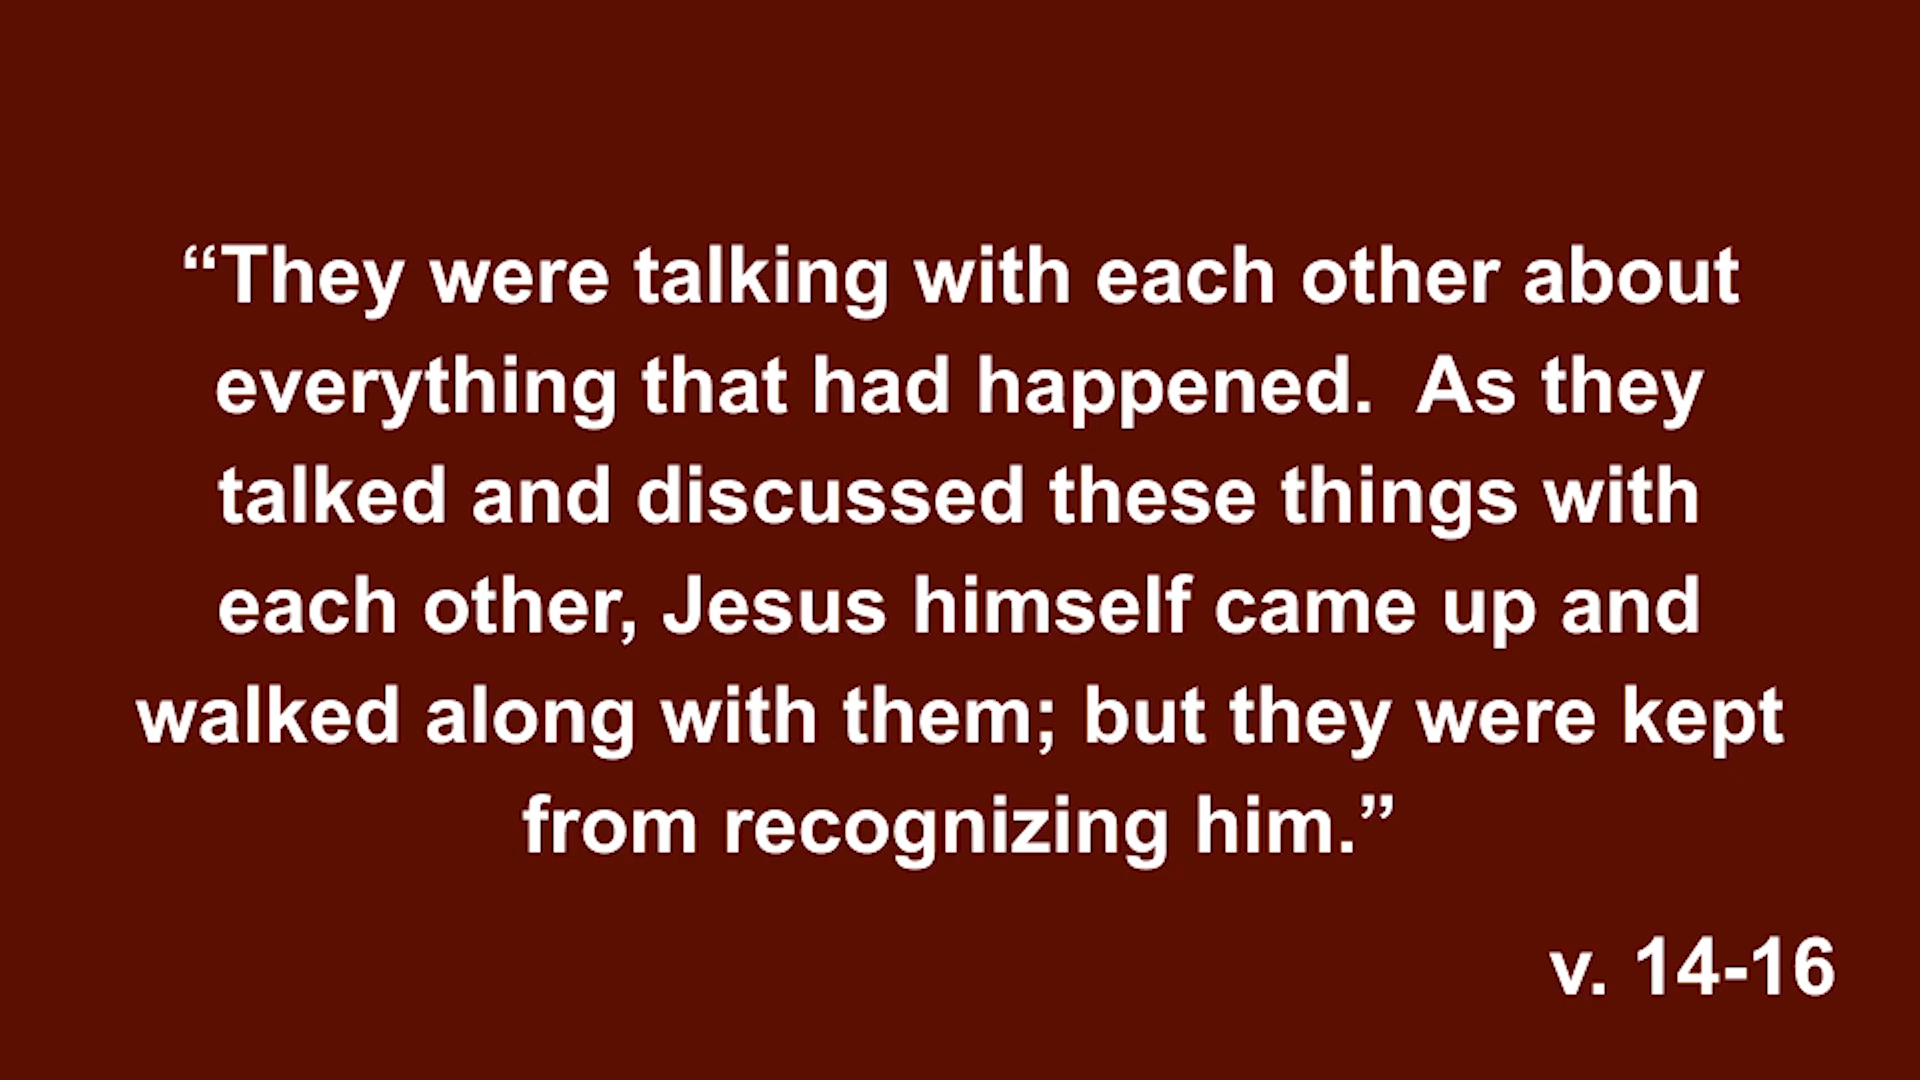 “They were talking with each other about
everything that had happened.  As they
talked and discussed these things with
each other, Jesus himself came up and
walked along with them; but they were kept
from recognizing him.”
v. 14-16